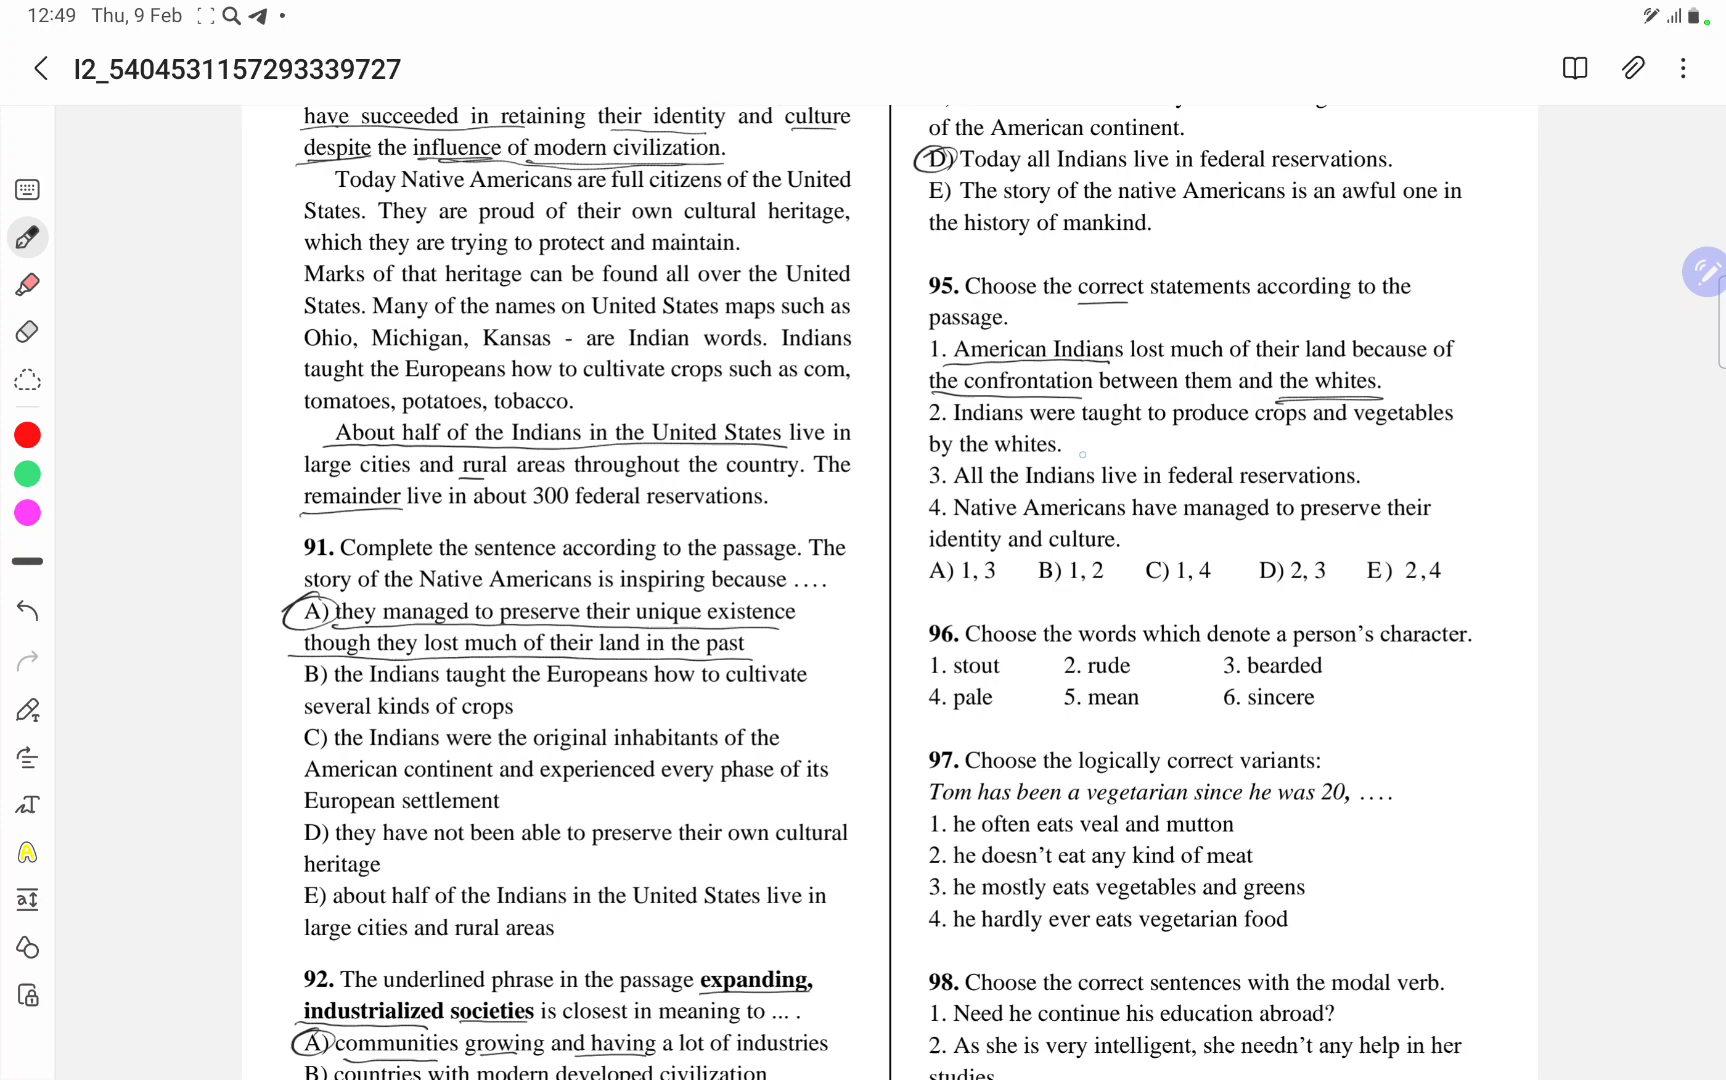 12:49 Thu, 9 Feb
I2_5404531157293339727
have succeeded in retaining their identity and culture
despite the influence of modern civilization.
Today Native Americans are full citizens of the United
States. They are proud of their own cultural heritage,
which they are trying to protect and maintain.
Marks of that heritage can be found all over the United
States. Many of the names on United States maps such as
Ohio, Michigan, Kansas - are Indian words. Indians
taught the Europeans how to cultivate crops such as com,
tomatoes, potatoes, tobacco.
About half of the Indians in the United States live in
large cities and rural areas throughout the country. The
remainder live in about 300 federal reservations.
91. Complete the sentence according to the passage. The
story of the Native Americans is inspiring because ....
A) they managed to preserve their unique existence
though they lost much of their land in the past
B) the Indians taught the Europeans how to cultivate
several kinds of crops
C) the Indians were the original inhabitants of the
American continent and experienced every phase of its
European settlement
D) they have not been able to preserve their own cultural
heritage
E) about half of the Indians in the United States live in
large cities and rural areas
92. The underlined phrase in the passage expanding,
industrialized societies is closest in meaning to ... .
A) communities growing and having a lot of industries
B) countries with modern developed civilization
of the American continent.
D) Today all Indians live in federal reservations.
E) The story of the native Americans is an awful one in
the history of mankind.
95. Choose the correct statements according to the
passage.
1. American Indians lost much of their land because of
the confrontation between them and the whites.
2. Indians were taught to produce crops and vegetables
by the whites.
3. All the Indians live in federal reservations.
4. Native Americans have managed to preserve their
identity and culture.
A) 1, 3 B) 1, 2 C) 1, 4 D) 2, 3 E) 2,4
96. Choose the words which denote a person's character.
1. stout 2. rude 3. bearded
4. pale 5. mean 6. sincere
97. Choose the logically correct variants:
Tom has been a vegetarian since he was 20, ....
1. he often eats veal and mutton
2. he doesn't eat any kind of meat
3. he mostly eats vegetables and greens
4. he hardly ever eats vegetarian food
98. Choose the correct sentences with the modal verb.
1. Need he continue his education abroad?
2. As she is very intelligent, she needn't any help in her
studies